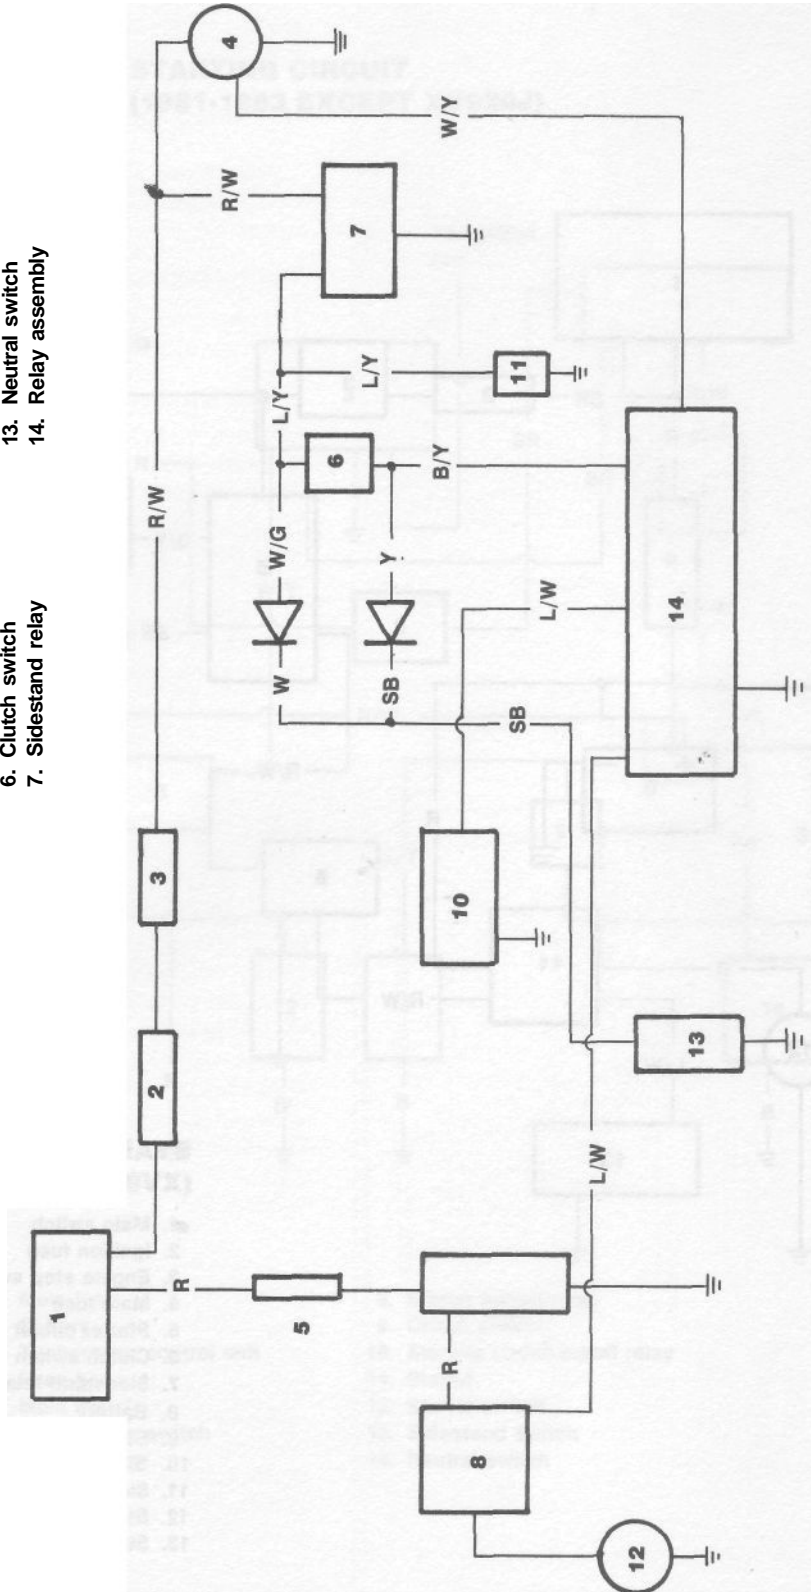 13. Neutral switch
14. Relay assembly
6. Clutch switch
7. Sidestand relay
4
W/Y
R/W
7
L/Y
11
L/Y
6
B/Y
R/W
W/G
Y
L/W
14
W
SB
SB
3
10
2
13
L/W
1
R
5
R
8
12